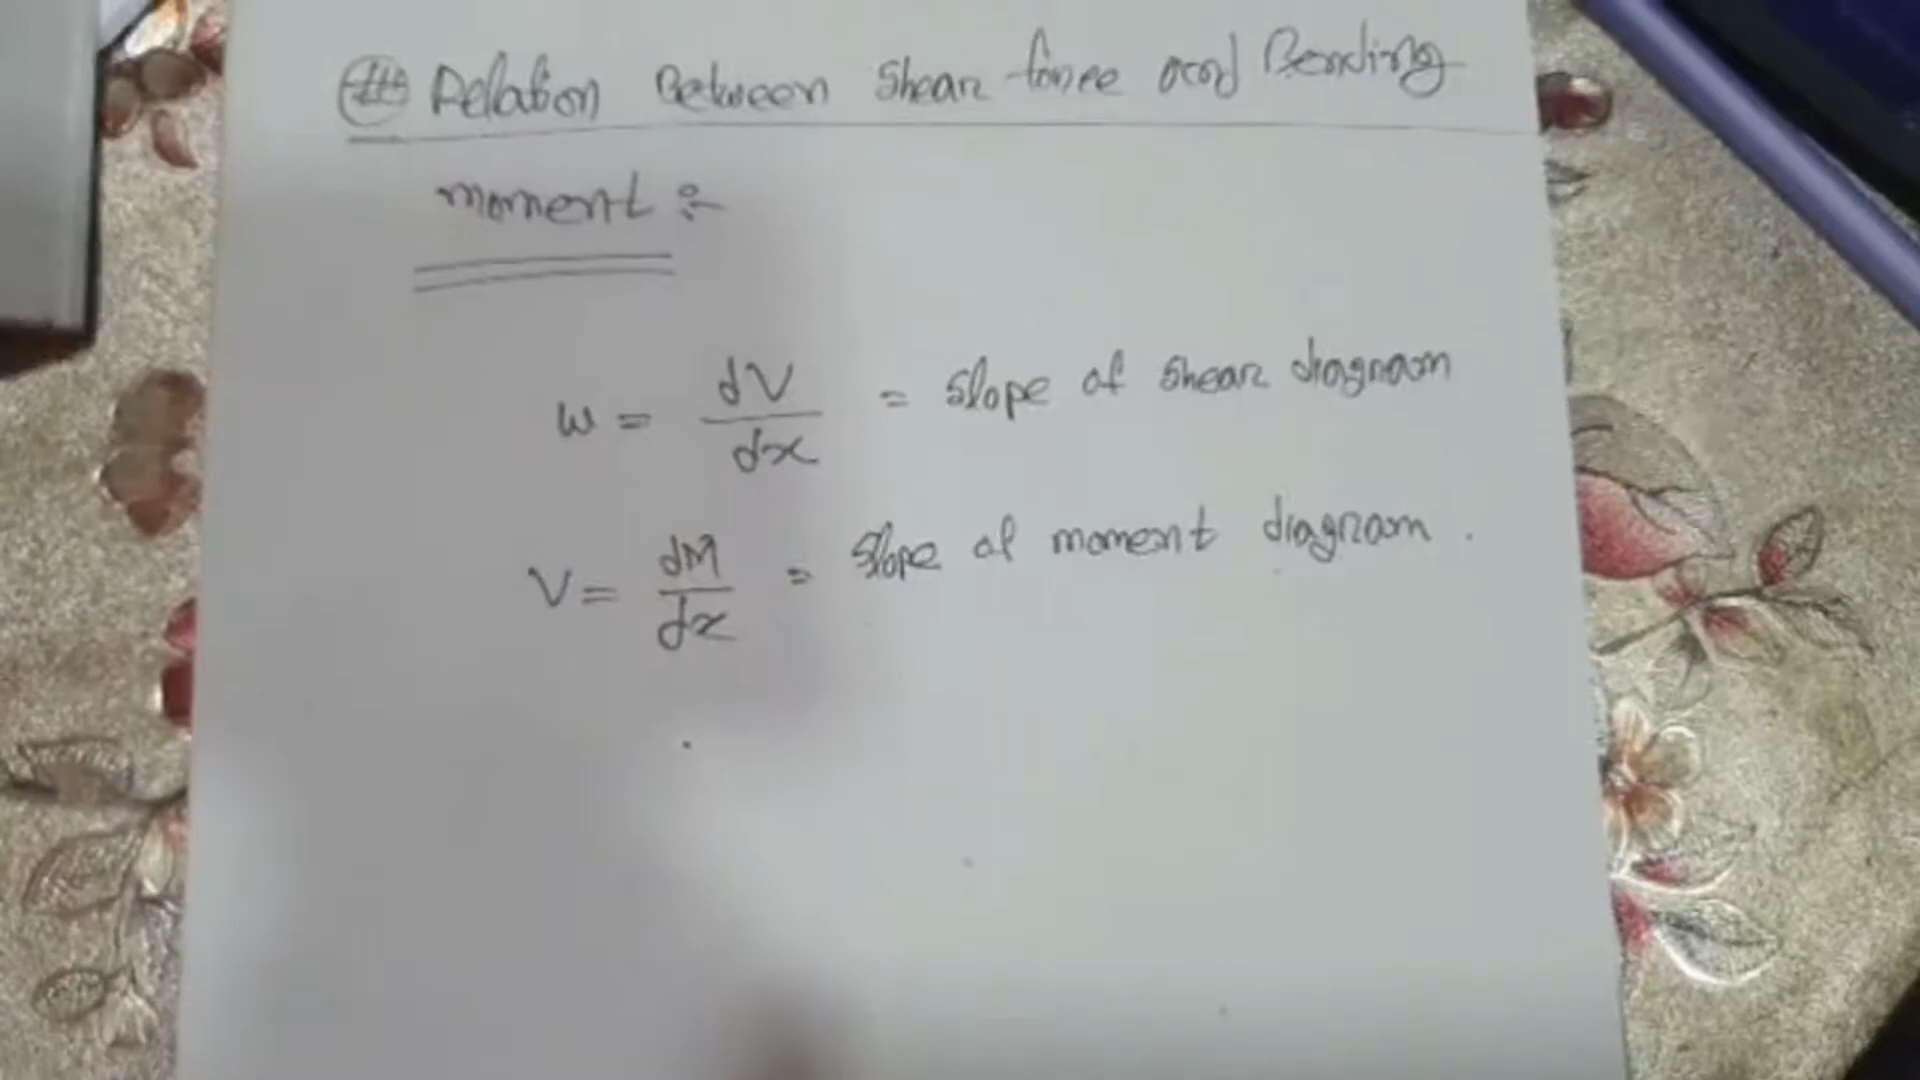 # Relation Between Shear force and Bending
moment :-
w = dV/dx = slope of shear diagram
V = dM/dx = slope of moment diagram.